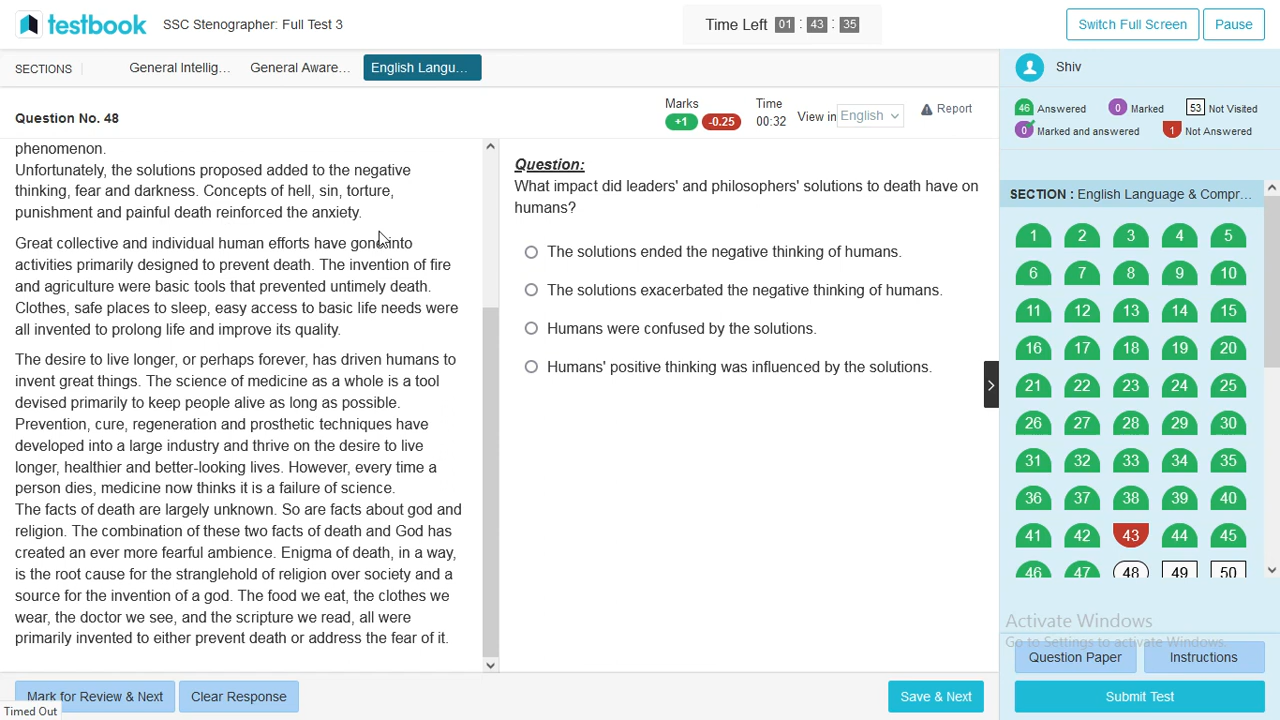 testbook
SSC Stenographer: Full Test 3
Time Left 01 : 43 : 35
Switch Full Screen
Pause
SECTIONS
General Intellig...
General Aware...
English Langu...
Shiv
Question No. 48
Marks
+1 -0.25
Time
00:32
View in English
Report
46 Answered
0 Marked
53 Not Visited
0 Marked and answered
1 Not Answered
phenomenon.
Unfortunately, the solutions proposed added to the negative
thinking, fear and darkness. Concepts of hell, sin, torture,
punishment and painful death reinforced the anxiety.
Great collective and individual human efforts have gone into
activities primarily designed to prevent death. The invention of fire
and agriculture were basic tools that prevented untimely death.
Clothes, safe places to sleep, easy access to basic life needs were
all invented to prolong life and improve its quality.
The desire to live longer, or perhaps forever, has driven humans to
invent great things. The science of medicine as a whole is a tool
devised primarily to keep people alive as long as possible.
Prevention, cure, regeneration and prosthetic techniques have
developed into a large industry and thrive on the desire to live
longer, healthier and better-looking lives. However, every time a
person dies, medicine now thinks it is a failure of science.
The facts of death are largely unknown. So are facts about god and
religion. The combination of these two facts of death and God has
created an ever more fearful ambience. Enigma of death, in a way,
is the root cause for the stranglehold of religion over society and a
source for the invention of a god. The food we eat, the clothes we
wear, the doctor we see, and the scripture we read, all were
primarily invented to either prevent death or address the fear of it.
Question:
What impact did leaders' and philosophers' solutions to death have on
humans?
The solutions ended the negative thinking of humans.
The solutions exacerbated the negative thinking of humans.
Humans were confused by the solutions.
Humans' positive thinking was influenced by the solutions.
SECTION : English Language & Compr...
1 2 3 4 5
6 7 8 9 10
11 12 13 14 15
16 17 18 19 20
21 22 23 24 25
26 27 28 29 30
31 32 33 34 35
36 37 38 39 40
41 42 43 44 45
46 47 48 49 50
Activate Windows
Go to Settings to activate Windows.
Question Paper
Instructions
Mark for Review & Next
Clear Response
Save & Next
Submit Test
Timed Out